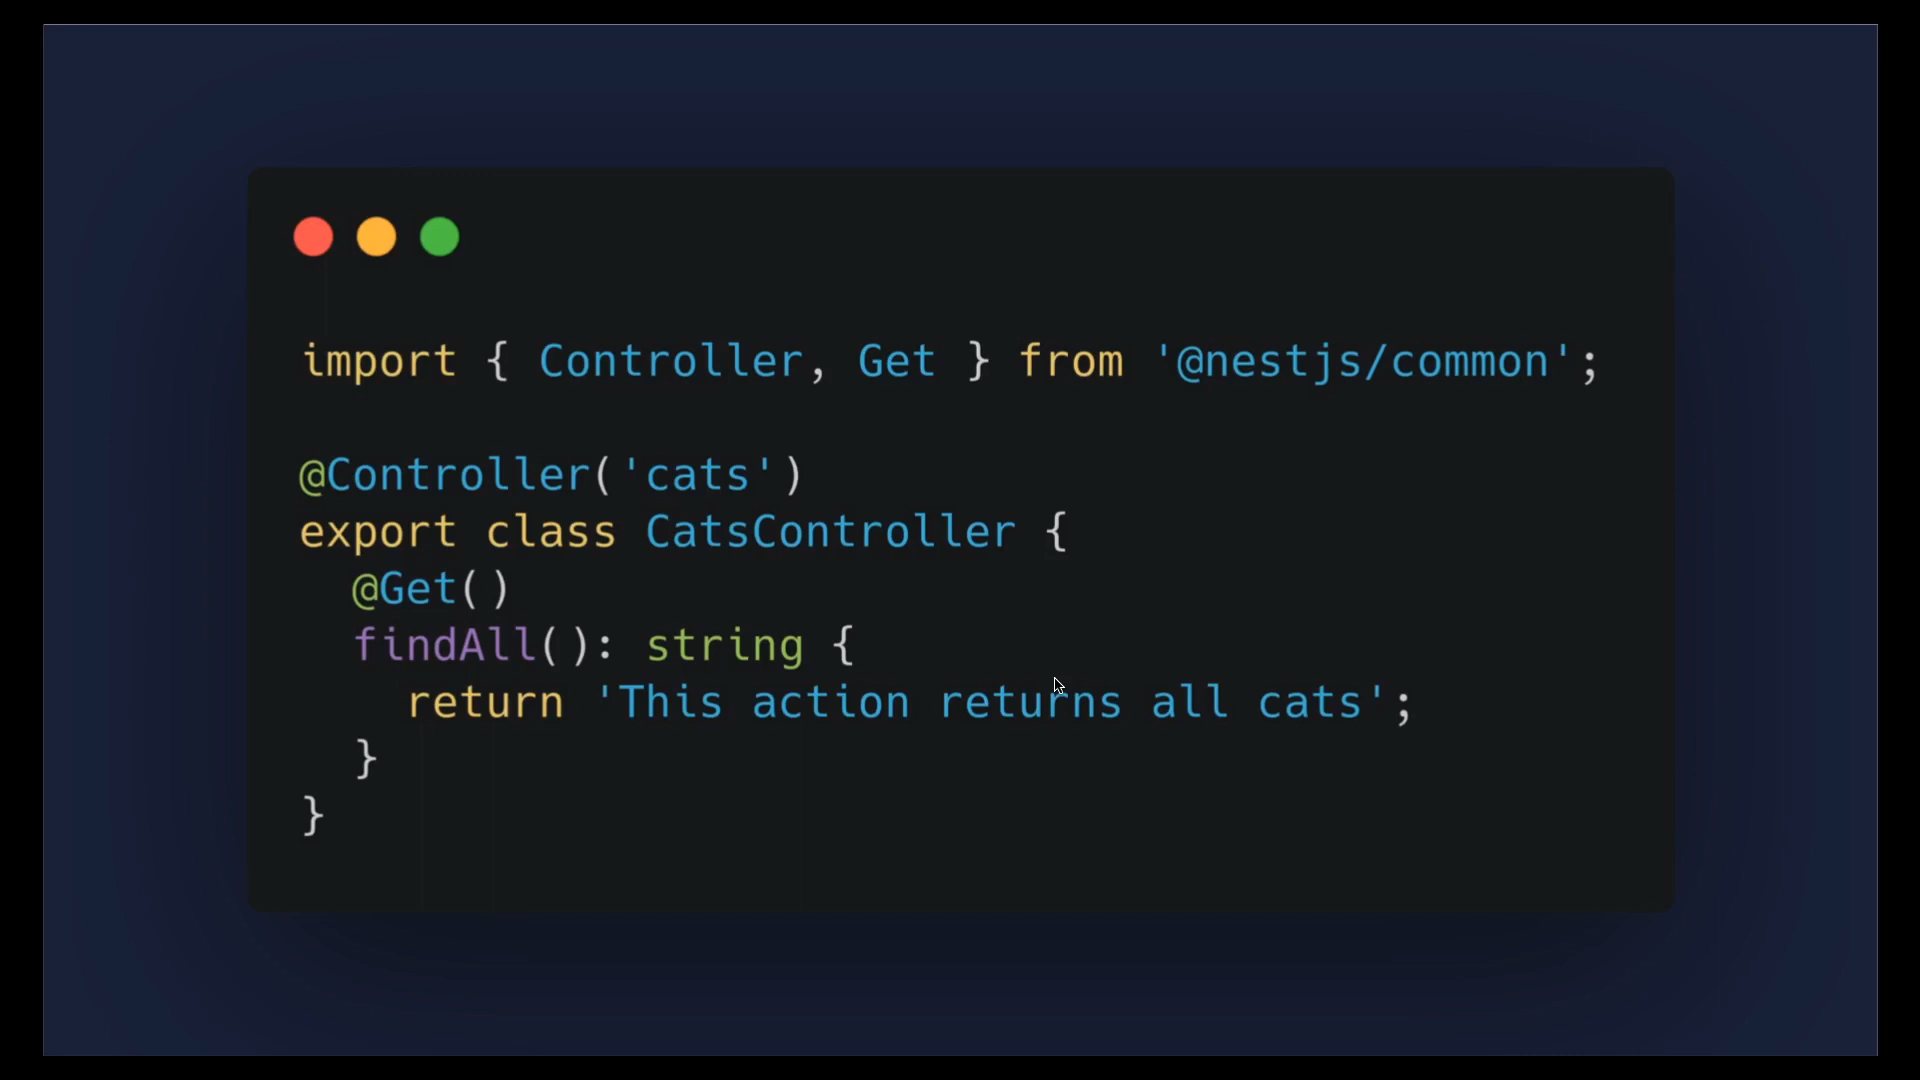 import { Controller, Get } from '@nestjs/common';
@Controller('cats')
export class CatsController {
@Get()
findAll(): string {
return 'This action returns all cats';
}
}